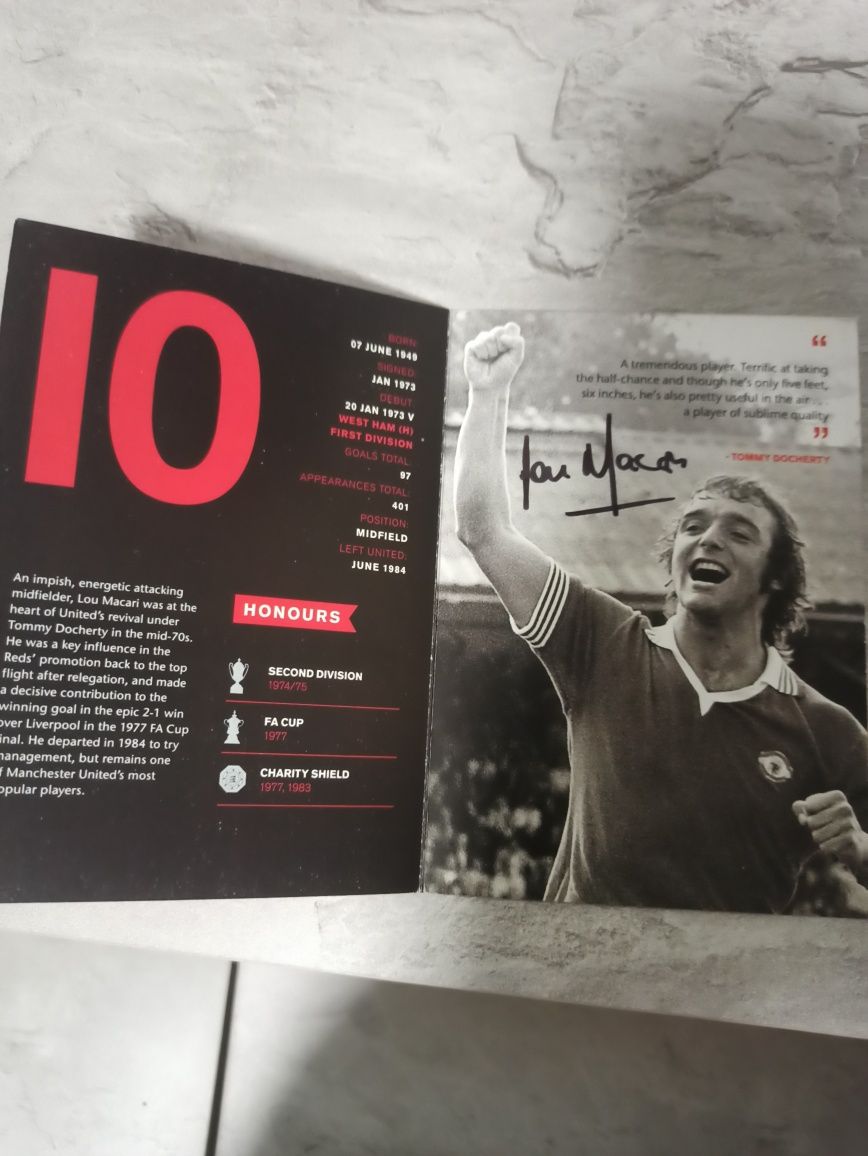 10
BORN:
07 JUNE 1949
SIGNED:
JAN 1973
DEBUT:
20 JAN 1973 V
WEST HAM (H)
FIRST DIVISION
GOALS TOTAL:
97
APPEARANCES TOTAL:
401
POSITION:
MIDFIELD
LEFT UNITED:
JUNE 1984
An impish, energetic attacking
midfielder, Lou Macari was at the
heart of United's revival under
Tommy Docherty in the mid-70s.
He was a key influence in the
Reds' promotion back to the top
flight after relegation, and made
a decisive contribution to the
winning goal in the epic 2-1 win
over Liverpool in the 1977 FA Cup
inal. He departed in 1984 to try
management, but remains one
f Manchester United's most
opular players.
HONOURS
SECOND DIVISION
1974/75
FA CUP
1977
CHARITY SHIELD
1977, 1983
“
A tremendous player. Terrific at taking
the half-chance and though he's only five feet,
six inches, he's also pretty useful in the air ...
a player of sublime quality
”
- TOMMY DOCHERTY
Lou Macari